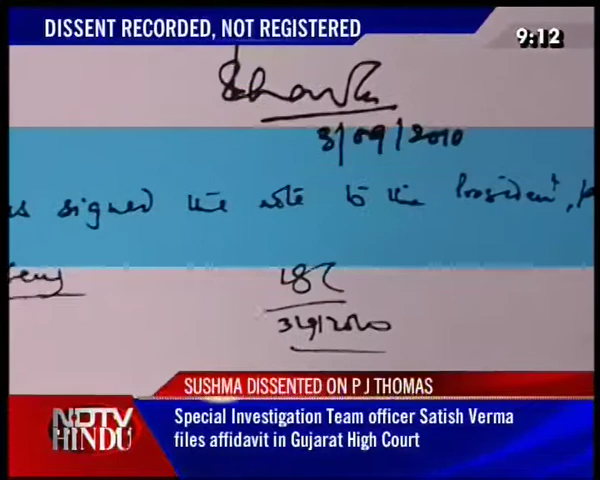 DISSENT RECORDED, NOT REGISTERED
9:12
3/09/2010
as signed the note to the President,
3/9/2010
SUSHMA DISSENTED ON P J THOMAS
NDTV
HINDU
Special Investigation Team officer Satish Verma
files affidavit in Gujarat High Court